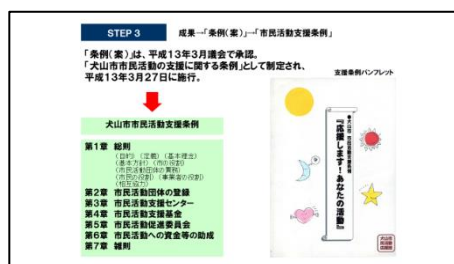 STEP 3 成果→「条例(案)」→「市民活動支援条例」
「条例(案)」は、平成13年3月議会で承認。
「犬山市市民活動の支援に関する条例」として制定され、
平成13年3月27日に施行。
支援条例パンフレット
犬山市市民活動支援条例
第1章 総則
(目的)(定義)(基本理念)
(基本方針)(市の役割)
(市民活動団体の責務)
(市民の役割)(事業者の役割)
(相互協力)
第2章 市民活動団体の登録
第3章 市民活動支援センター
第4章 市民活動支援基金
第5章 市民活動促進委員会
第6章 市民活動への資金等の助成
第7章 雑則
『応援します!あなたの活動』